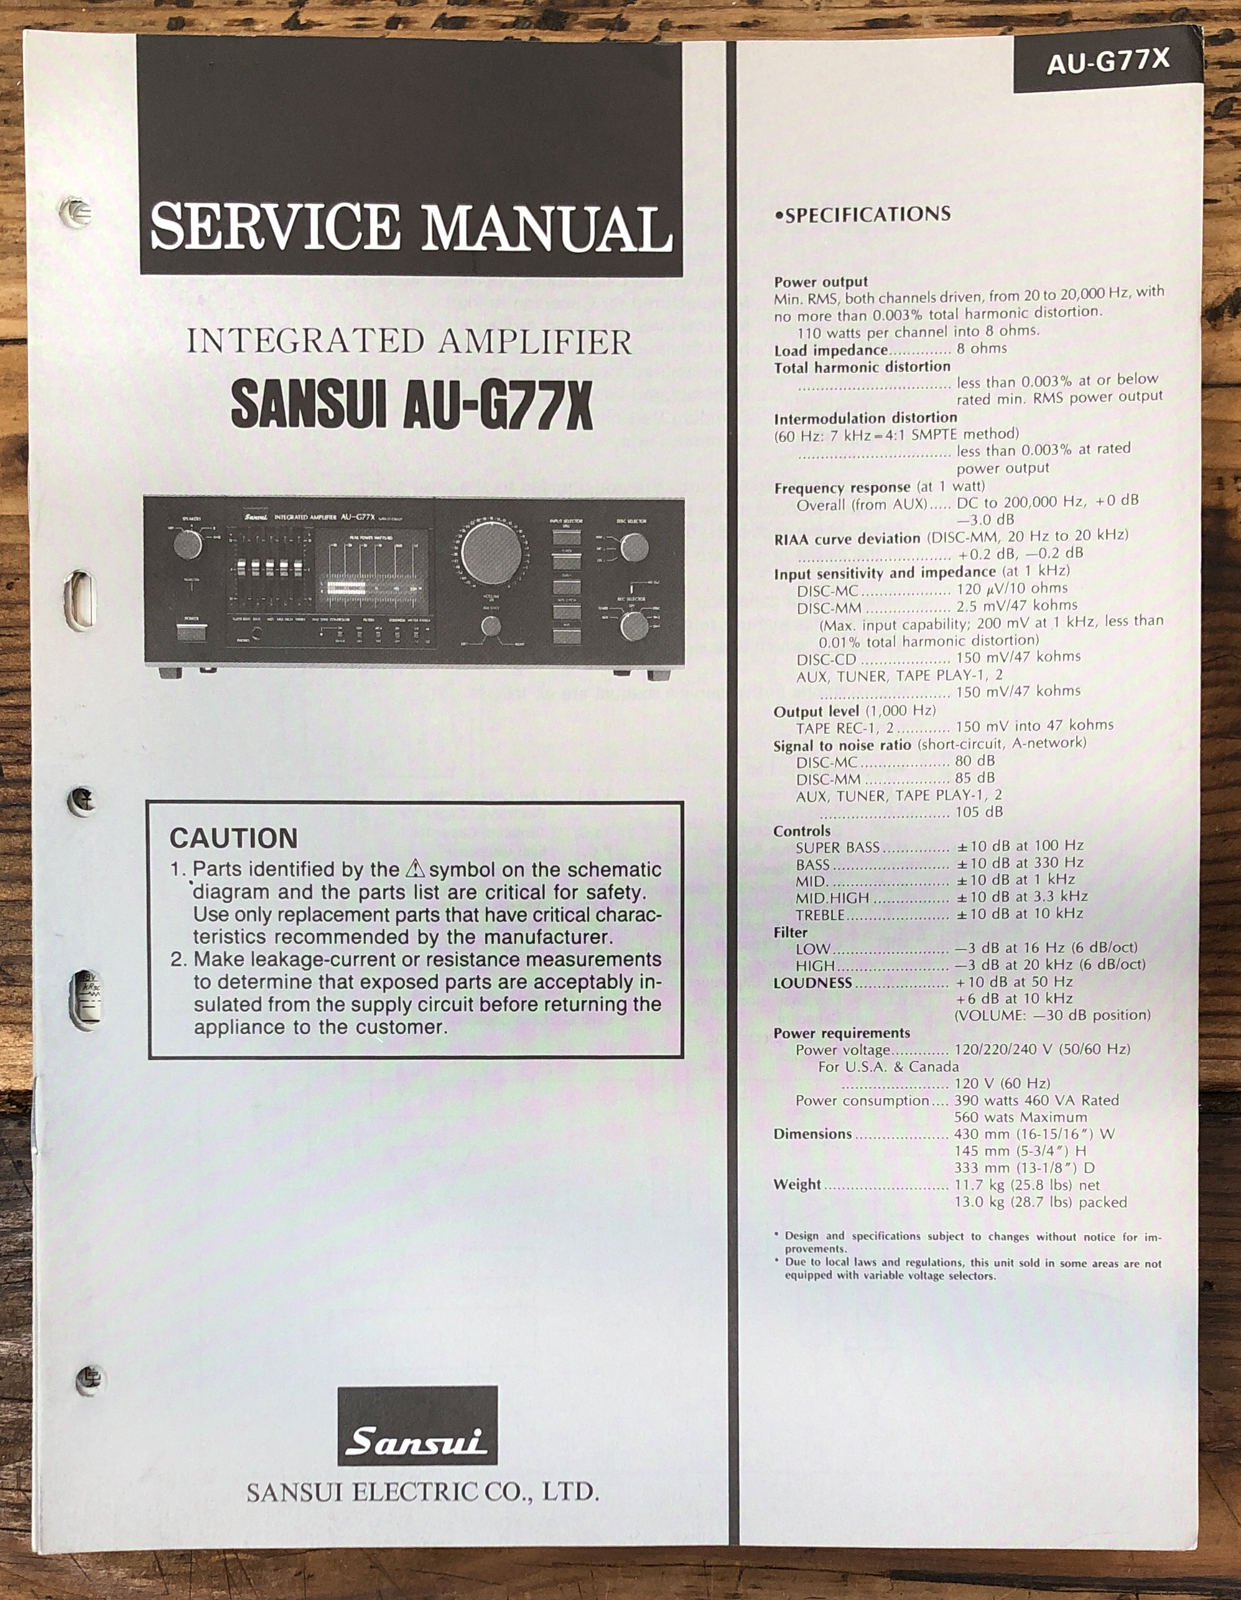 AU-G77X
SERVICE MANUAL
INTEGRATED AMPLIFIER
SANSUI AU-G77X
SPEAKERS
POWER
Sansui INTEGRATED AMPLIFIER AU-G77X
PEAK POWER WATTS/8Ω
VOLUME
INPUT SELECTOR
DISC SELECTOR
REC SELECTOR
CAUTION
1. Parts identified by the ⚠ symbol on the schematic
diagram and the parts list are critical for safety.
Use only replacement parts that have critical charac-
teristics recommended by the manufacturer.
2. Make leakage-current or resistance measurements
to determine that exposed parts are acceptably in-
sulated from the supply circuit before returning the
appliance to the customer.
Sansui
SANSUI ELECTRIC CO., LTD.
•SPECIFICATIONS
Power output
Min. RMS, both channels driven, from 20 to 20,000 Hz, with
no more than 0.003% total harmonic distortion.
110 watts per channel into 8 ohms.
Load impedance.............. 8 ohms
Total harmonic distortion
.................................. less than 0.003% at or below
rated min. RMS power output
Intermodulation distortion
(60 Hz: 7 kHz=4:1 SMPTE method)
.................................. less than 0.003% at rated
power output
Frequency response (at 1 watt)
Overall (from AUX)..... DC to 200,000 Hz, +0 dB
—3.0 dB
RIAA curve deviation (DISC-MM, 20 Hz to 20 kHz)
.................................. +0.2 dB, —0.2 dB
Input sensitivity and impedance (at 1 kHz)
DISC-MC.................... 120 μV/10 ohms
DISC-MM ................... 2.5 mV/47 kohms
(Max. input capability; 200 mV at 1 kHz, less than
0.01% total harmonic distortion)
DISC-CD .................... 150 mV/47 kohms
AUX, TUNER, TAPE PLAY-1, 2
............................. 150 mV/47 kohms
Output level (1,000 Hz)
TAPE REC-1, 2............ 150 mV into 47 kohms
Signal to noise ratio (short-circuit, A-network)
DISC-MC.................... 80 dB
DISC-MM ................... 85 dB
AUX, TUNER, TAPE PLAY-1, 2
............................. 105 dB
Controls
SUPER BASS............... ±10 dB at 100 Hz
BASS.......................... ±10 dB at 330 Hz
MID. .......................... ±10 dB at 1 kHz
MID.HIGH ................. ±10 dB at 3.3 kHz
TREBLE....................... ±10 dB at 10 kHz
Filter
LOW.......................... —3 dB at 16 Hz (6 dB/oct)
HIGH......................... —3 dB at 20 kHz (6 dB/oct)
LOUDNESS..................... +10 dB at 50 Hz
+6 dB at 10 kHz
(VOLUME: —30 dB position)
Power requirements
Power voltage............. 120/220/240 V (50/60 Hz)
For U.S.A. & Canada
........................ 120 V (60 Hz)
Power consumption.... 390 watts 460 VA Rated
560 wats Maximum
Dimensions..................... 430 mm (16-15/16") W
145 mm (5-3/4") H
333 mm (13-1/8") D
Weight............................ 11.7 kg (25.8 lbs) net
13.0 kg (28.7 lbs) packed
* Design and specifications subject to changes without notice for im-
provements.
* Due to local laws and regulations, this unit sold in some areas are not
equipped with variable voltage selectors.